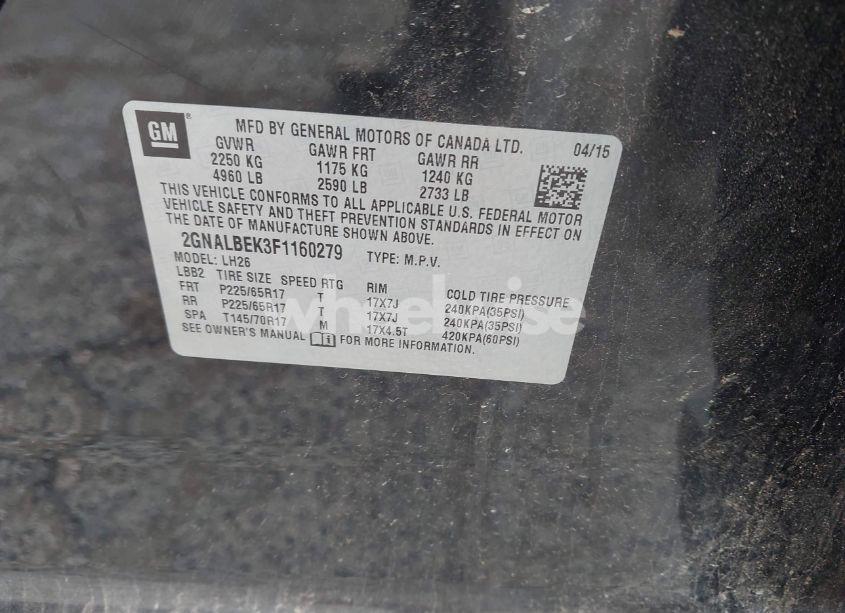 GM ® MFD BY GENERAL MOTORS OF CANADA LTD. 04/15
GVWR GAWR FRT GAWR RR
2250 KG 1175 KG 1240 KG
4960 LB 2590 LB 2733 LB
THIS VEHICLE CONFORMS TO ALL APPLICABLE U.S. FEDERAL MOTOR
VEHICLE SAFETY AND THEFT PREVENTION STANDARDS IN EFFECT ON
THE DATE OF MANUFACTURE SHOWN ABOVE.
2GNALBEK3F1160279 TYPE: M.P.V.
MODEL: LH26
LBB2 TIRE SIZE SPEED RTG RIM COLD TIRE PRESSURE
FRT P225/65R17 T 17X7J 240KPA(35PSI)
RR P225/65R17 T 17X7J 240KPA(35PSI)
SPA T145/70R17 M 17X4.5T 420KPA(60PSI)
SEE OWNER'S MANUAL FOR MORE INFORMATION.